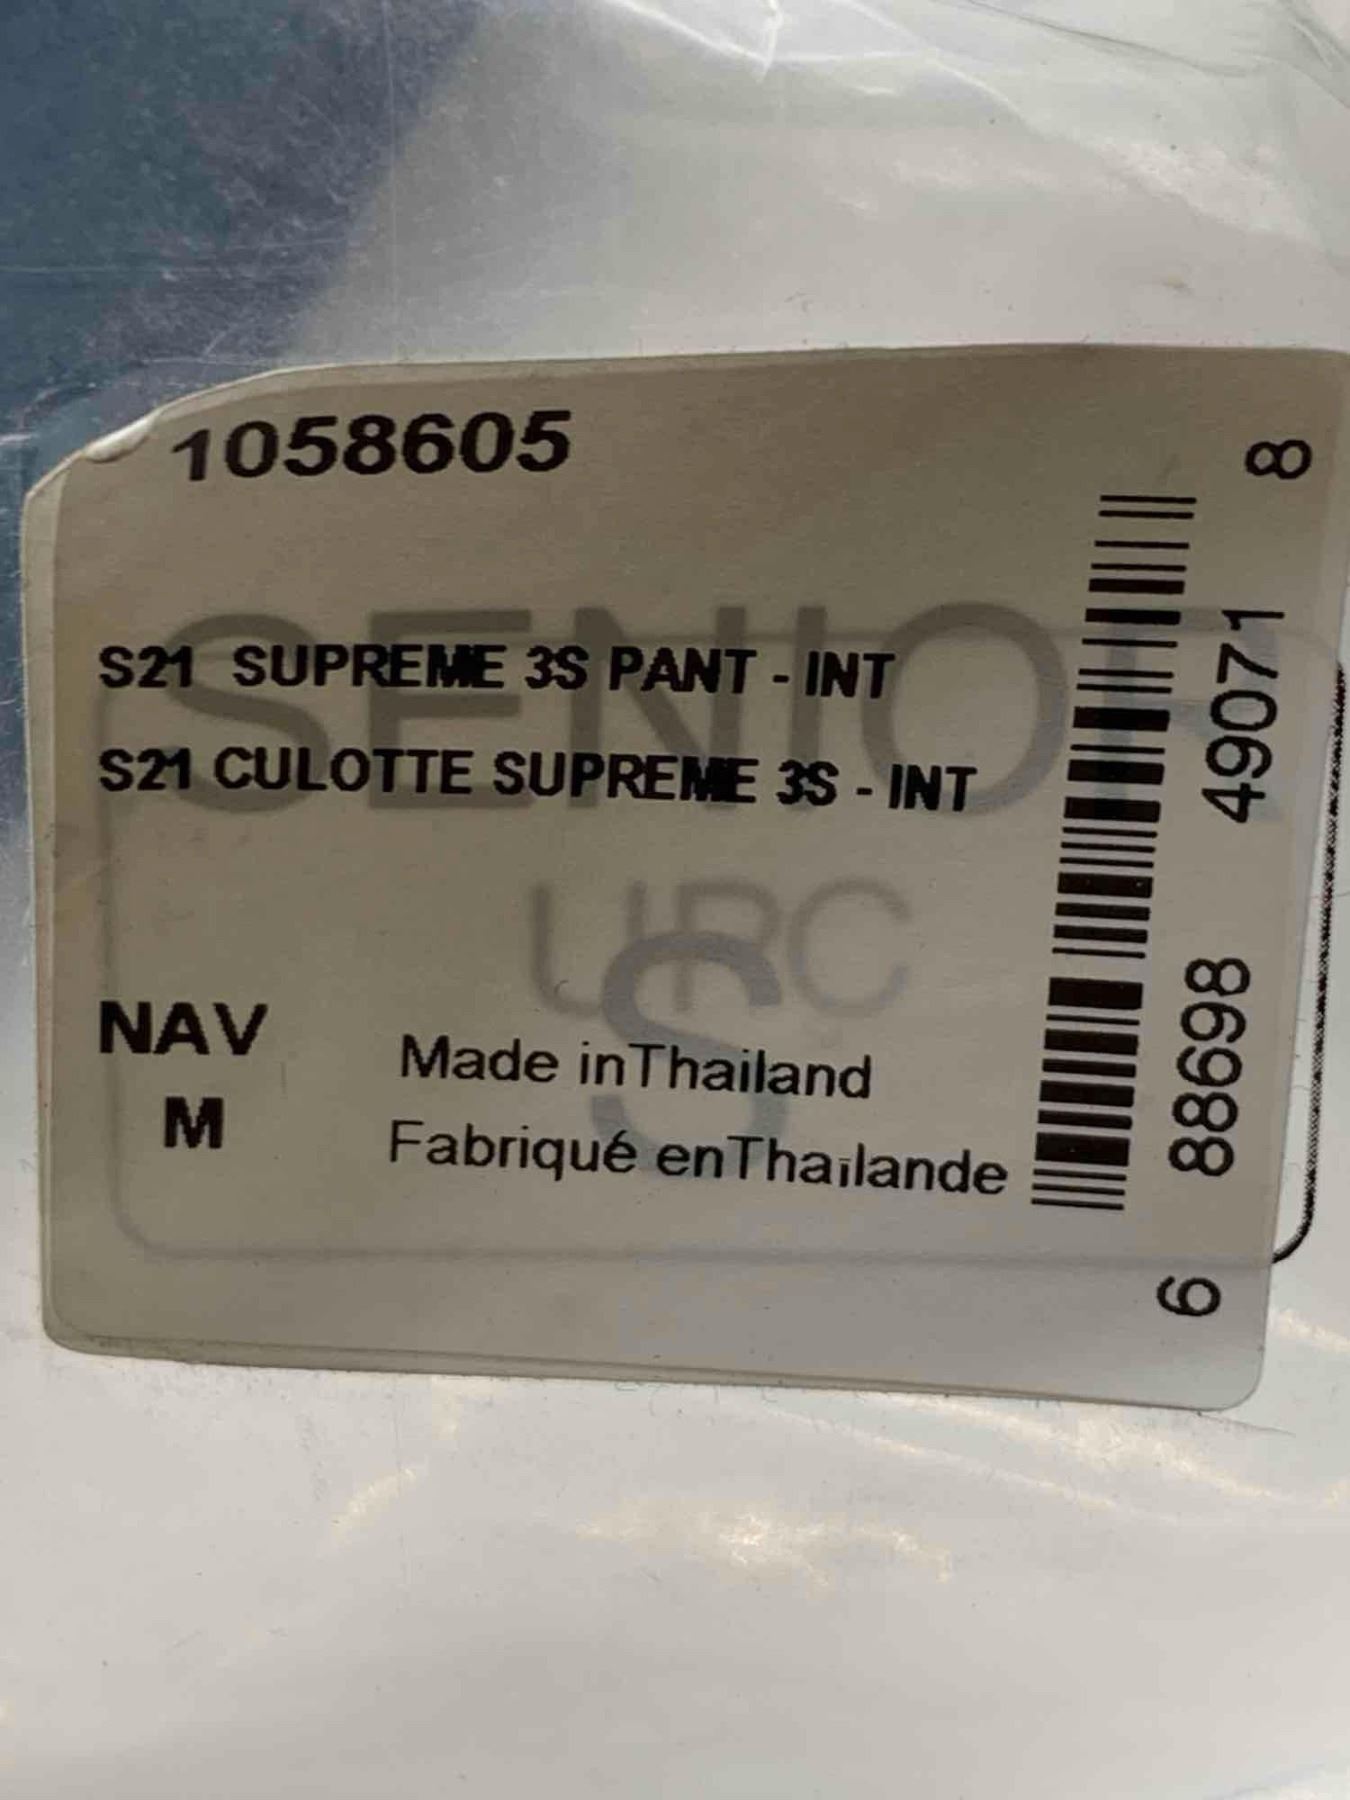 1058605
S21 SUPREME 3S PANT - INT
S21 CULOTTE SUPREME 3S - INT
NAV
M
Made inThailand
Fabriqué enThaïlande
6 88698 49071 8
SENIOR
S